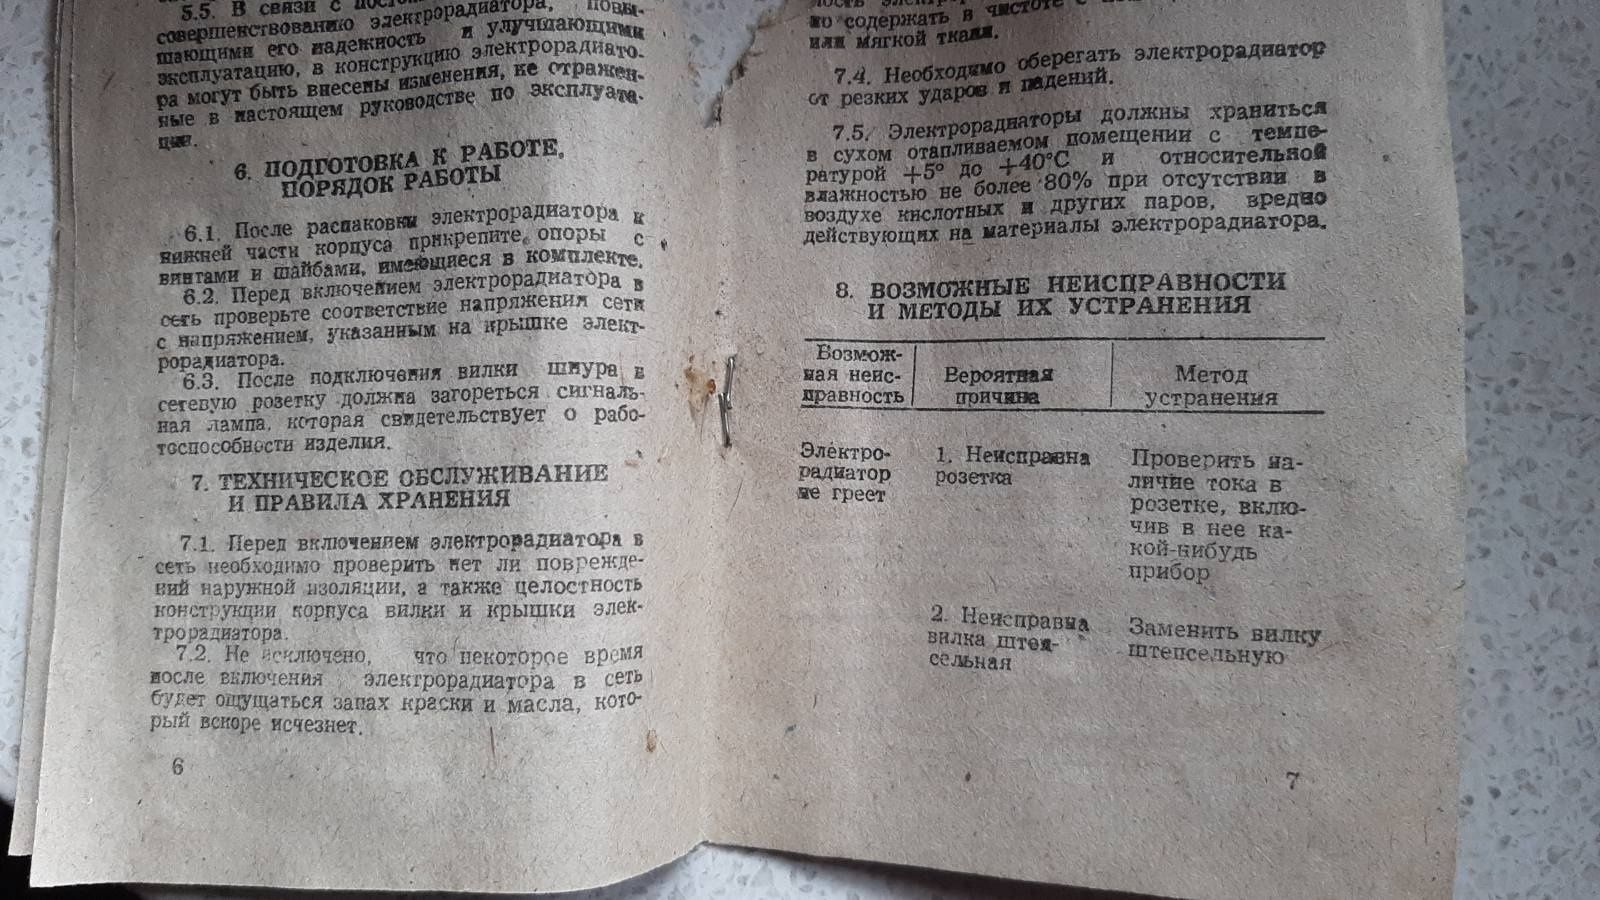 5.5. В связи с
совершенствованию электрорадиатора, повы-
шающими его надежность и улучшающими
эксплуатацию, в конструкцию электрорадиато-
ра могут быть внесены изменения, не отражен-
ные в настоящем руководстве по эксплуата-
ции.
6. ПОДГОТОВКА К РАБОТЕ.
ПОРЯДОК РАБОТЫ
6.1. После распаковки электрорадиатора к
нижней части корпуса прикрепите опоры с
винтами и шайбами, имеющиеся в комплекте.
6.2. Перед включением электрорадиатора в
сеть проверьте соответствие напряжения сети
с напряжением, указанным на крышке элект-
рорадиатора.
6.3. После подключения вилки шнура в
сетевую розетку должна загореться сигналь-
ная лампа, которая свидетельствует о рабо-
тоспособности изделия.
7. ТЕХНИЧЕСКОЕ ОБСЛУЖИВАНИЕ
И ПРАВИЛА ХРАНЕНИЯ
7.1. Перед включением электрорадиатора в
сеть необходимо проверить нет ли поврежде-
ний наружной изоляции, а также целостность
конструкции корпуса вилки и крышки элек-
трорадиатора.
7.2. Не исключено, что некоторое время
после включения электрорадиатора в сеть
будет ощущаться запах краски и масла, кото-
рый вскоре исчезнет.
6
но содержать в чистоте с
или мягкой ткани.
7.4. Необходимо оберегать электрорадиатор
от резких ударов и падений.
7.5. Электрорадиаторы должны храниться
в сухом отапливаемом помещении с темпе-
ратурой +5° до +40°С и относительной
влажностью не более 80% при отсутствии в
воздухе кислотных и других паров, вредно
действующих на материалы электрорадиатора.
8. ВОЗМОЖНЫЕ НЕИСПРАВНОСТИ
И МЕТОДЫ ИХ УСТРАНЕНИЯ
Возмож-
ная неис-
правность
Вероятная
причина
Метод
устранения
Электро-
радиатор
не греет
1. Неисправна
розетка
Проверить на-
личие тока в
розетке, вклю-
чив в нее ка-
кой-нибудь
прибор
2. Неисправна
вилка штеп-
сельная
Заменить вилку
штепсельную
7